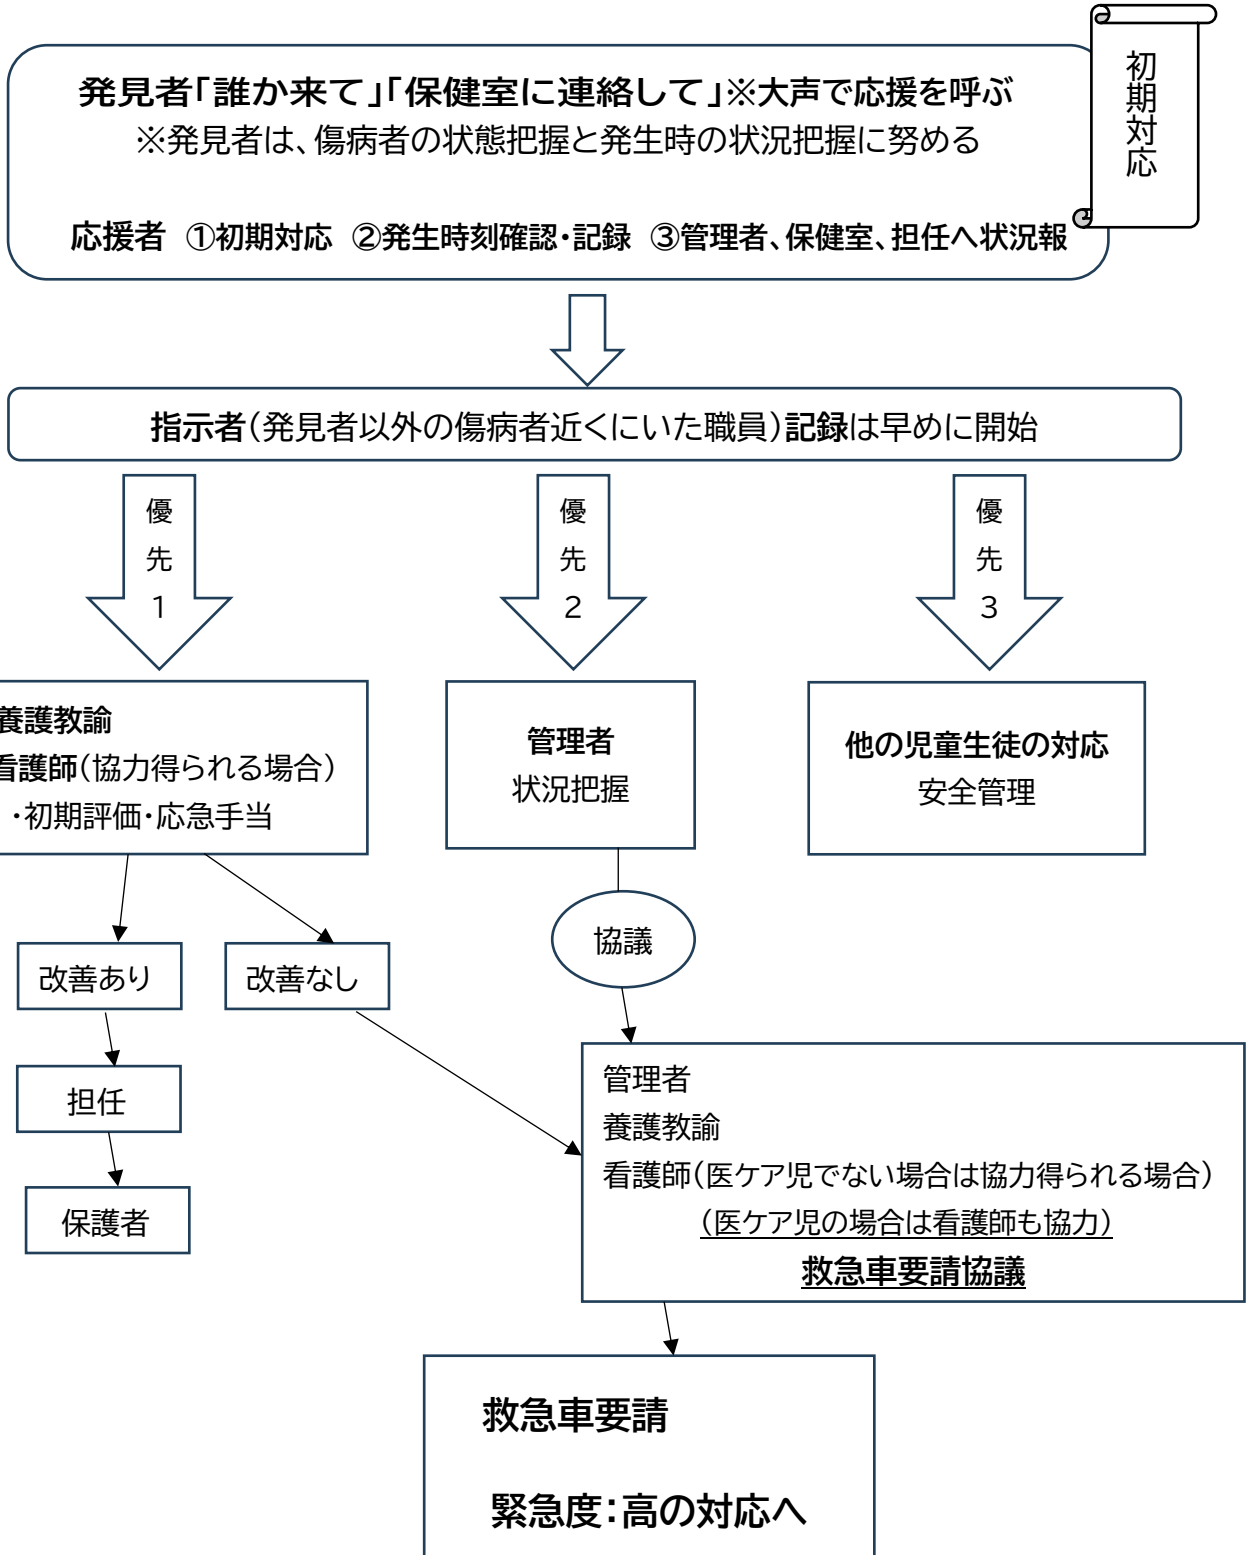 初期対応
発見者「誰か来て」「保健室に連絡して」※大声で応援を呼ぶ
※発見者は、傷病者の状態把握と発生時の状況把握に努める
応援者 ①初期対応 ②発生時刻確認・記録 ③管理者、保健室、担任へ状況報
指示者(発見者以外の傷病者近くにいた職員)記録は早めに開始
優先1
優先2
優先3
養護教諭
看護師(協力得られる場合)
・初期評価・応急手当
管理者
状況把握
他の児童生徒の対応
安全管理
協議
改善あり
改善なし
担任
保護者
管理者
養護教諭
看護師(医ケア児でない場合は協力得られる場合)
(医ケア児の場合は看護師も協力)
救急車要請協議
救急車要請
緊急度：高の対応へ